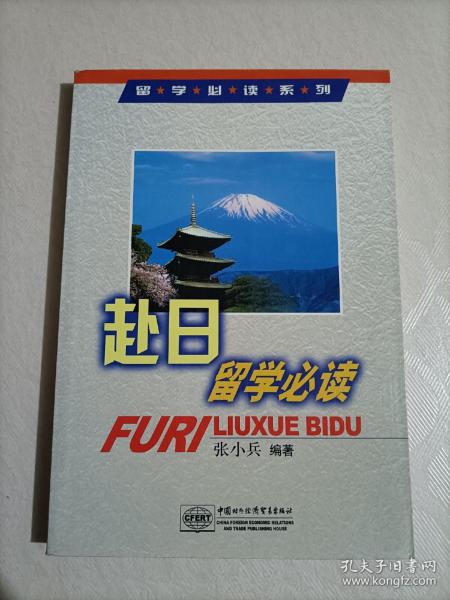 留★学★必★读★系★列
赴日
留学必读
FURI LIUXUE BIDU
张小兵 编著
CFERT
中国对外经济贸易出版社
CHINA FOREIGN ECONOMIC RELATIONS
AND TRADE PUBLISHING HOUSE
孔夫子旧书网
www.kongfz.com